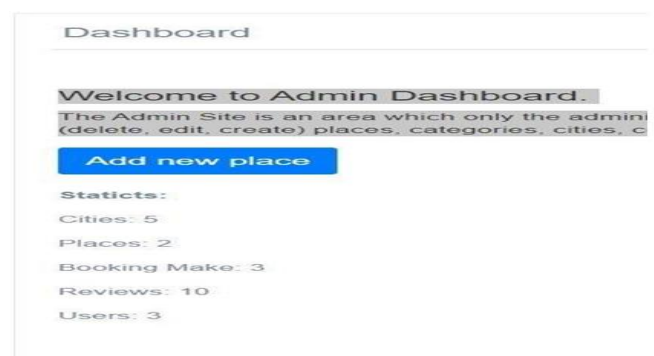 Dashboard
Welcome to Admin Dashboard.
The Admin Site is an area which only the admini
(delete, edit, create) places, categories, cities, c
Add new place
Staticts:
Cities: 5
Places: 2
Booking Make: 3
Reviews: 10
Users: 3